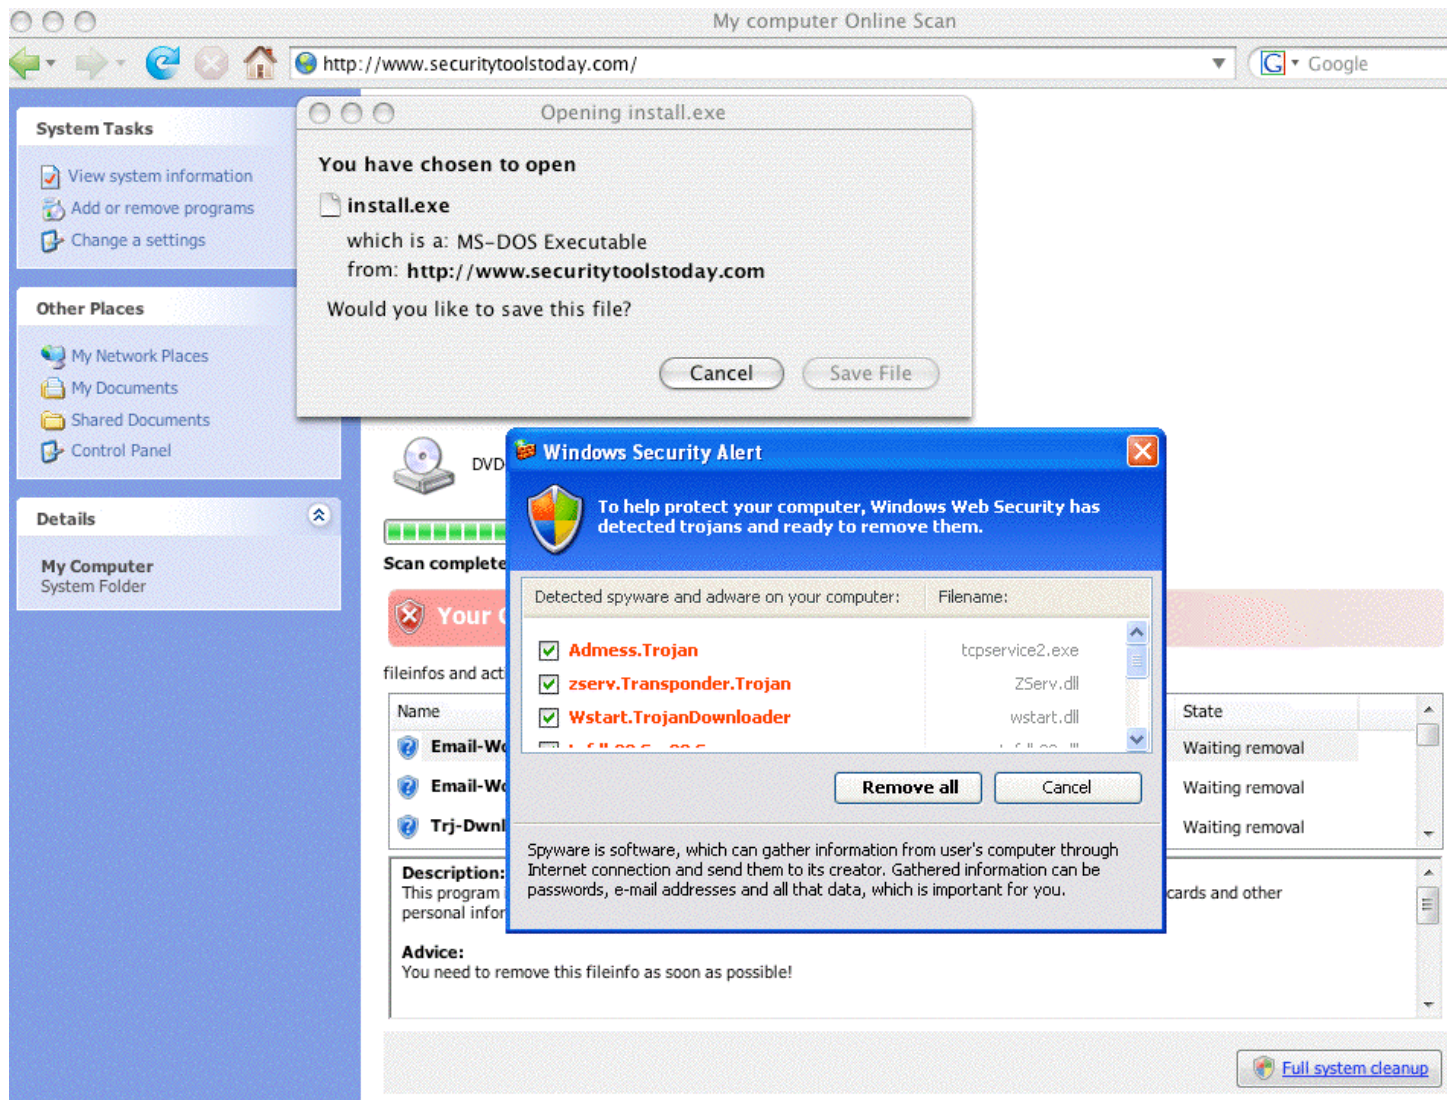 My computer Online Scan
http://www.securitytoolstoday.com/
Google
System Tasks
View system information
Add or remove programs
Change a settings
Other Places
My Network Places
My Documents
Shared Documents
Control Panel
Details
My Computer
System Folder
Opening install.exe
You have chosen to open
install.exe
which is a: MS-DOS Executable
from: http://www.securitytoolstoday.com
Would you like to save this file?
Cancel
Save File
DVD
Scan complete
Your
fileinfos and act
Name
State
Email-Wo
Waiting removal
Email-Wo
Waiting removal
Trj-Dwnl
Waiting removal
Description:
This program
cards and other
personal infor
Advice:
You need to remove this fileinfo as soon as possible!
Full system cleanup
Windows Security Alert
To help protect your computer, Windows Web Security has
detected trojans and ready to remove them.
Detected spyware and adware on your computer:
Filename:
Admess.Trojan
tcpservice2.exe
zserv.Transponder.Trojan
ZServ.dll
Wstart.TrojanDownloader
wstart.dll
Remove all
Cancel
Spyware is software, which can gather information from user's computer through
Internet connection and send them to its creator. Gathered information can be
passwords, e-mail addresses and all that data, which is important for you.